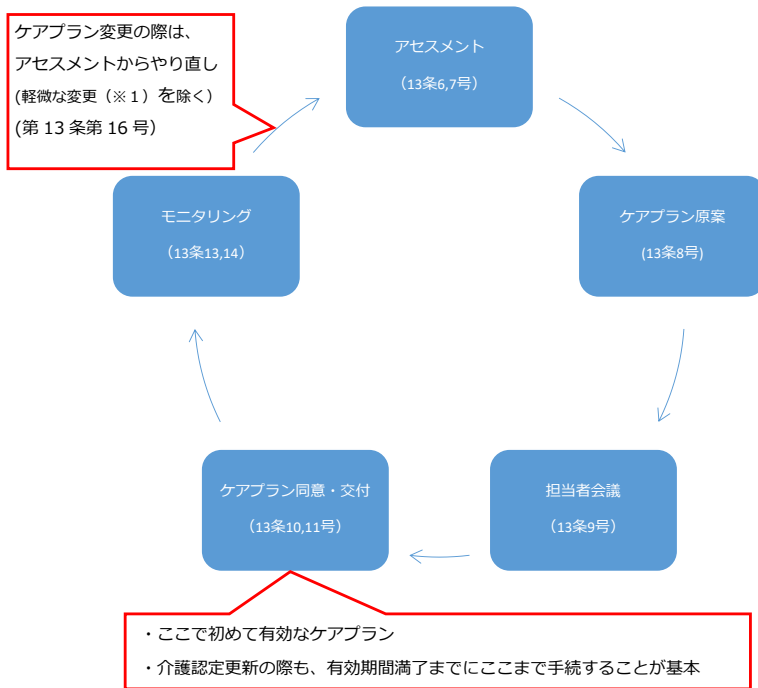 ケアプラン変更の際は、
アセスメントからやり直し
(軽微な変更（※１）を除く)
(第 13 条第 16 号)
アセスメント
（13条6,7号）
ケアプラン原案
(13条8号)
担当者会議
（13条9号）
ケアプラン同意・交付
（13条10,11号）
モニタリング
（13条13,14）
・ここで初めて有効なケアプラン
・介護認定更新の際も、有効期間満了までにここまで手続することが基本